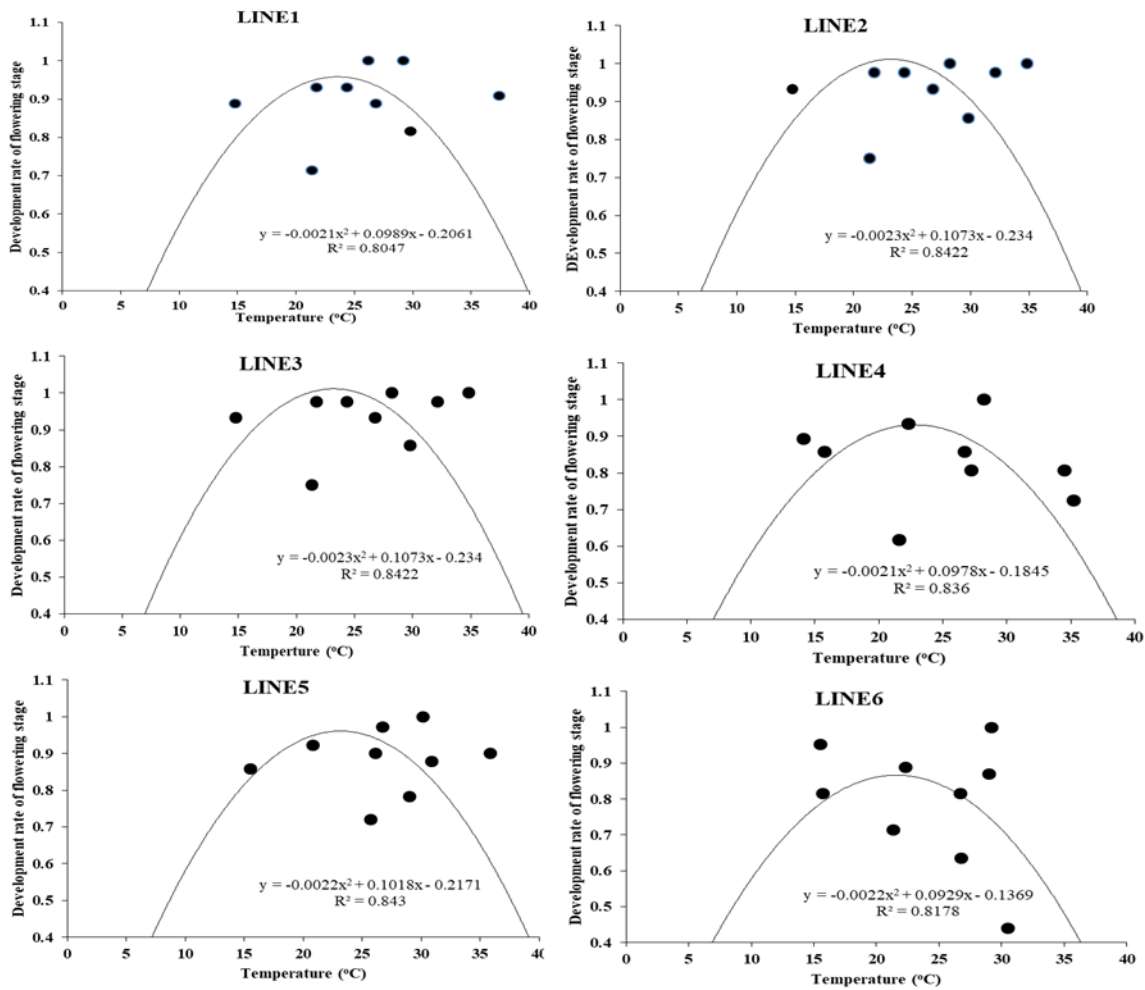 LINE1
Development rate of flowering stage
1.1
1
0.9
0.8
0.7
0.6
0.5
0.4
y = -0.0021x² + 0.0989x - 0.2061
R² = 0.8047
0 5 10 15 20 25 30 35 40
Temperature (°C)
LINE2
DEvelopment rate of flowering stage
1.1
1
0.9
0.8
0.7
0.6
0.5
0.4
y = -0.0023x² + 0.1073x - 0.234
R² = 0.8422
0 5 10 15 20 25 30 35 40
Temperature (°C)
LINE3
Development rate of flowering stage
1.1
1
0.9
0.8
0.7
0.6
0.5
0.4
y = -0.0023x² + 0.1073x - 0.234
R² = 0.8422
0 5 10 15 20 25 30 35 40
Temperture (°C)
LINE4
Development rate of flowering stage
1.1
1
0.9
0.8
0.7
0.6
0.5
0.4
y = -0.0021x² + 0.0978x - 0.1845
R² = 0.836
0 5 10 15 20 25 30 35 40
Temperature (°C)
LINE5
Development rate of flowering stage
1.1
1
0.9
0.8
0.7
0.6
0.5
0.4
y = -0.0022x² + 0.1018x - 0.2171
R² = 0.843
0 5 10 15 20 25 30 35 40
Temperature (°C)
LINE6
Development rate of flowering stage
1.1
1
0.9
0.8
0.7
0.6
0.5
0.4
y = -0.0022x² + 0.0929x - 0.1369
R² = 0.8178
0 5 10 15 20 25 30 35 40
Temperature (°C)